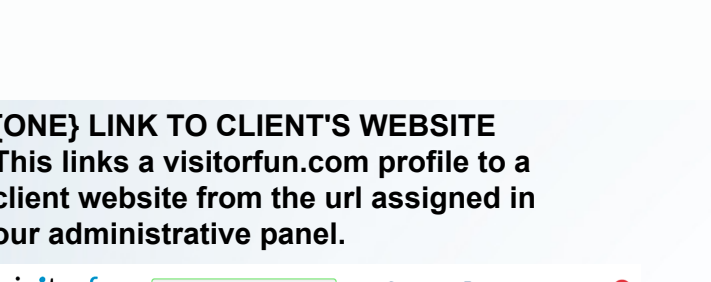 {ONE} LINK TO CLIENT'S WEBSITE
This links a visitorfun.com profile to a
client website from the url assigned in
our administrative panel.